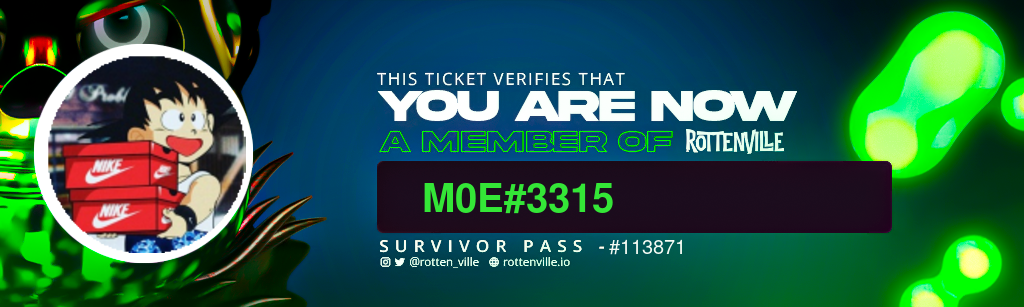 THIS TICKET VERIFIES THAT
YOU ARE NOW
A MEMBER OF ROTTENVILLE
M0E#3315
SURVIVOR PASS - #113871
@rotten_ville rottenville.io
NIKE
NIKE